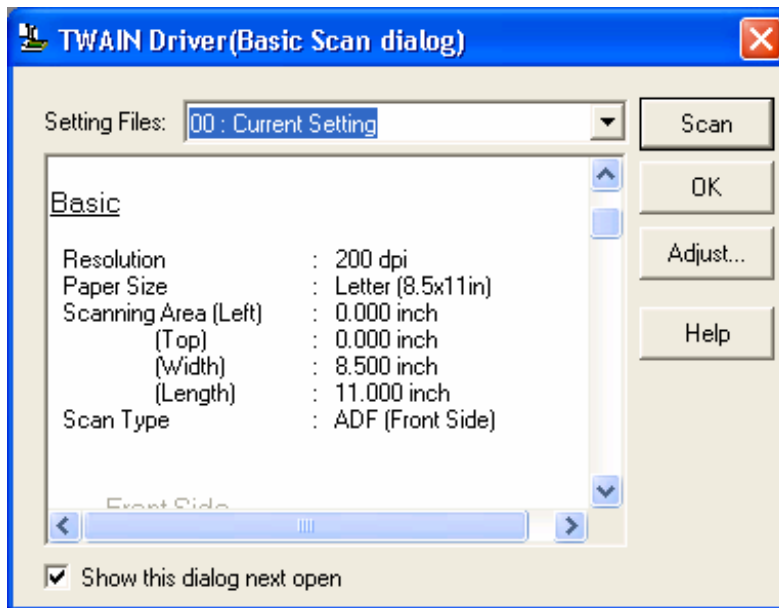 TWAIN Driver(Basic Scan dialog)
Setting Files: 00 : Current Setting
Scan
OK
Adjust...
Help
Basic
Resolution : 200 dpi
Paper Size : Letter (8.5x11in)
Scanning Area (Left) : 0.000 inch
(Top) : 0.000 inch
(Width) : 8.500 inch
(Length) : 11.000 inch
Scan Type : ADF (Front Side)
Front Side
Show this dialog next open